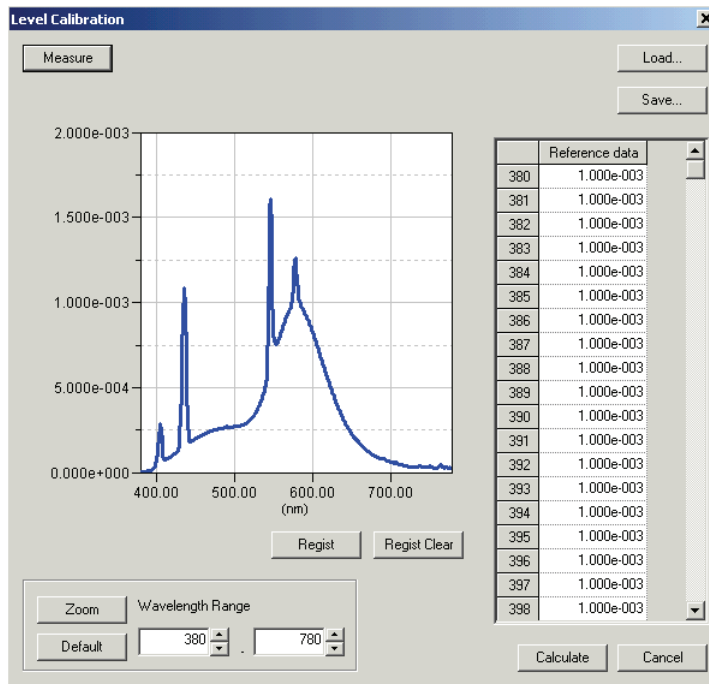 Level Calibration
Measure
Load...
Save...
2.000e-003
1.500e-003
1.000e-003
5.000e-004
0.000e+000
400.00 500.00 600.00 700.00
(nm)
Regist Regist Clear
Zoom Wavelength Range
Default 380 - 780
Reference data
380 1.000e-003
381 1.000e-003
382 1.000e-003
383 1.000e-003
384 1.000e-003
385 1.000e-003
386 1.000e-003
387 1.000e-003
388 1.000e-003
389 1.000e-003
390 1.000e-003
391 1.000e-003
392 1.000e-003
393 1.000e-003
394 1.000e-003
395 1.000e-003
396 1.000e-003
397 1.000e-003
398 1.000e-003
Calculate Cancel